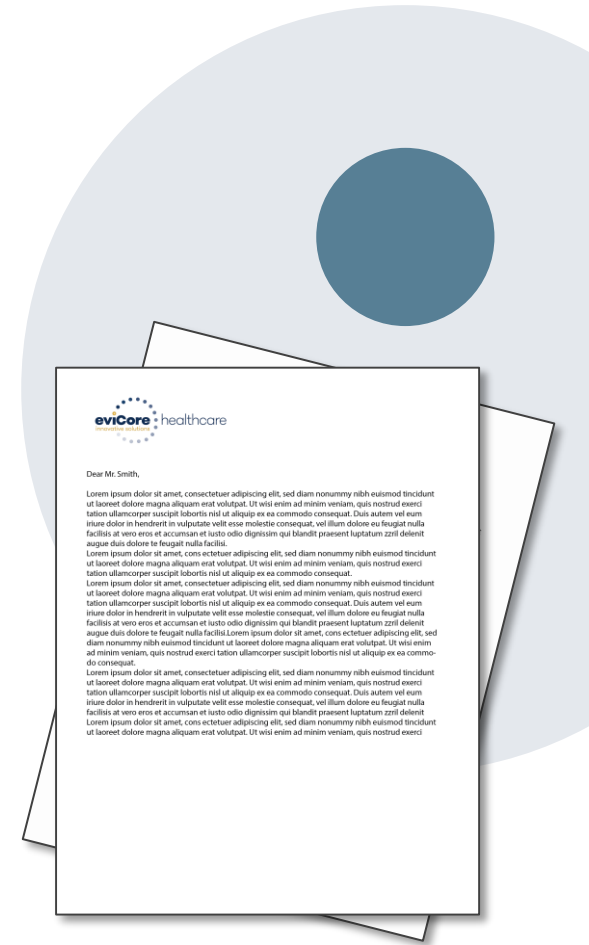 eviCore healthcare
innovative solutions
Dear Mr. Smith,
Lorem ipsum dolor sit amet, consectetuer adipiscing elit, sed diam nonummy nibh euismod tincidunt
ut laoreet dolore magna aliquam erat volutpat. Ut wisi enim ad minim veniam, quis nostrud exerci
tation ullamcorper suscipit lobortis nisl ut aliquip ex ea commodo consequat. Duis autem vel eum
iriure dolor in hendrerit in vulputate velit esse molestie consequat, vel illum dolore eu feugiat nulla
facilisis at vero eros et accumsan et iusto odio dignissim qui blandit praesent luptatum zzril delenit
augue duis dolore te feugait nulla facilisi.
Lorem ipsum dolor sit amet, cons ectetuer adipiscing elit, sed diam nonummy nibh euismod tincidunt
ut laoreet dolore magna aliquam erat volutpat. Ut wisi enim ad minim veniam, quis nostrud exerci
tation ullamcorper suscipit lobortis nisl ut aliquip ex ea commodo consequat.
Lorem ipsum dolor sit amet, consectetuer adipiscing elit, sed diam nonummy nibh euismod tincidunt
ut laoreet dolore magna aliquam erat volutpat. Ut wisi enim ad minim veniam, quis nostrud exerci
tation ullamcorper suscipit lobortis nisl ut aliquip ex ea commodo consequat. Duis autem vel eum
iriure dolor in hendrerit in vulputate velit esse molestie consequat, vel illum dolore eu feugiat nulla
facilisis at vero eros et accumsan et iusto odio dignissim qui blandit praesent luptatum zzril delenit
augue duis dolore te feugait nulla facilisi.Lorem ipsum dolor sit amet, cons ectetuer adipiscing elit, sed
diam nonummy nibh euismod tincidunt ut laoreet dolore magna aliquam erat volutpat. Ut wisi enim
ad minim veniam, quis nostrud exerci tation ullamcorper suscipit lobortis nisl ut aliquip ex ea commo-
do consequat.
Lorem ipsum dolor sit amet, consectetuer adipiscing elit, sed diam nonummy nibh euismod tincidunt
ut laoreet dolore magna aliquam erat volutpat. Ut wisi enim ad minim veniam, quis nostrud exerci
tation ullamcorper suscipit lobortis nisl ut aliquip ex ea commodo consequat. Duis autem vel eum
iriure dolor in hendrerit in vulputate velit esse molestie consequat, vel illum dolore eu feugiat nulla
facilisis at vero eros et accumsan et iusto odio dignissim qui blandit praesent luptatum zzril delenit
Lorem ipsum dolor sit amet, cons ectetuer adipiscing elit, sed diam nonummy nibh euismod tincidunt
ut laoreet dolore magna aliquam erat volutpat. Ut wisi enim ad minim veniam, quis nostrud exerci